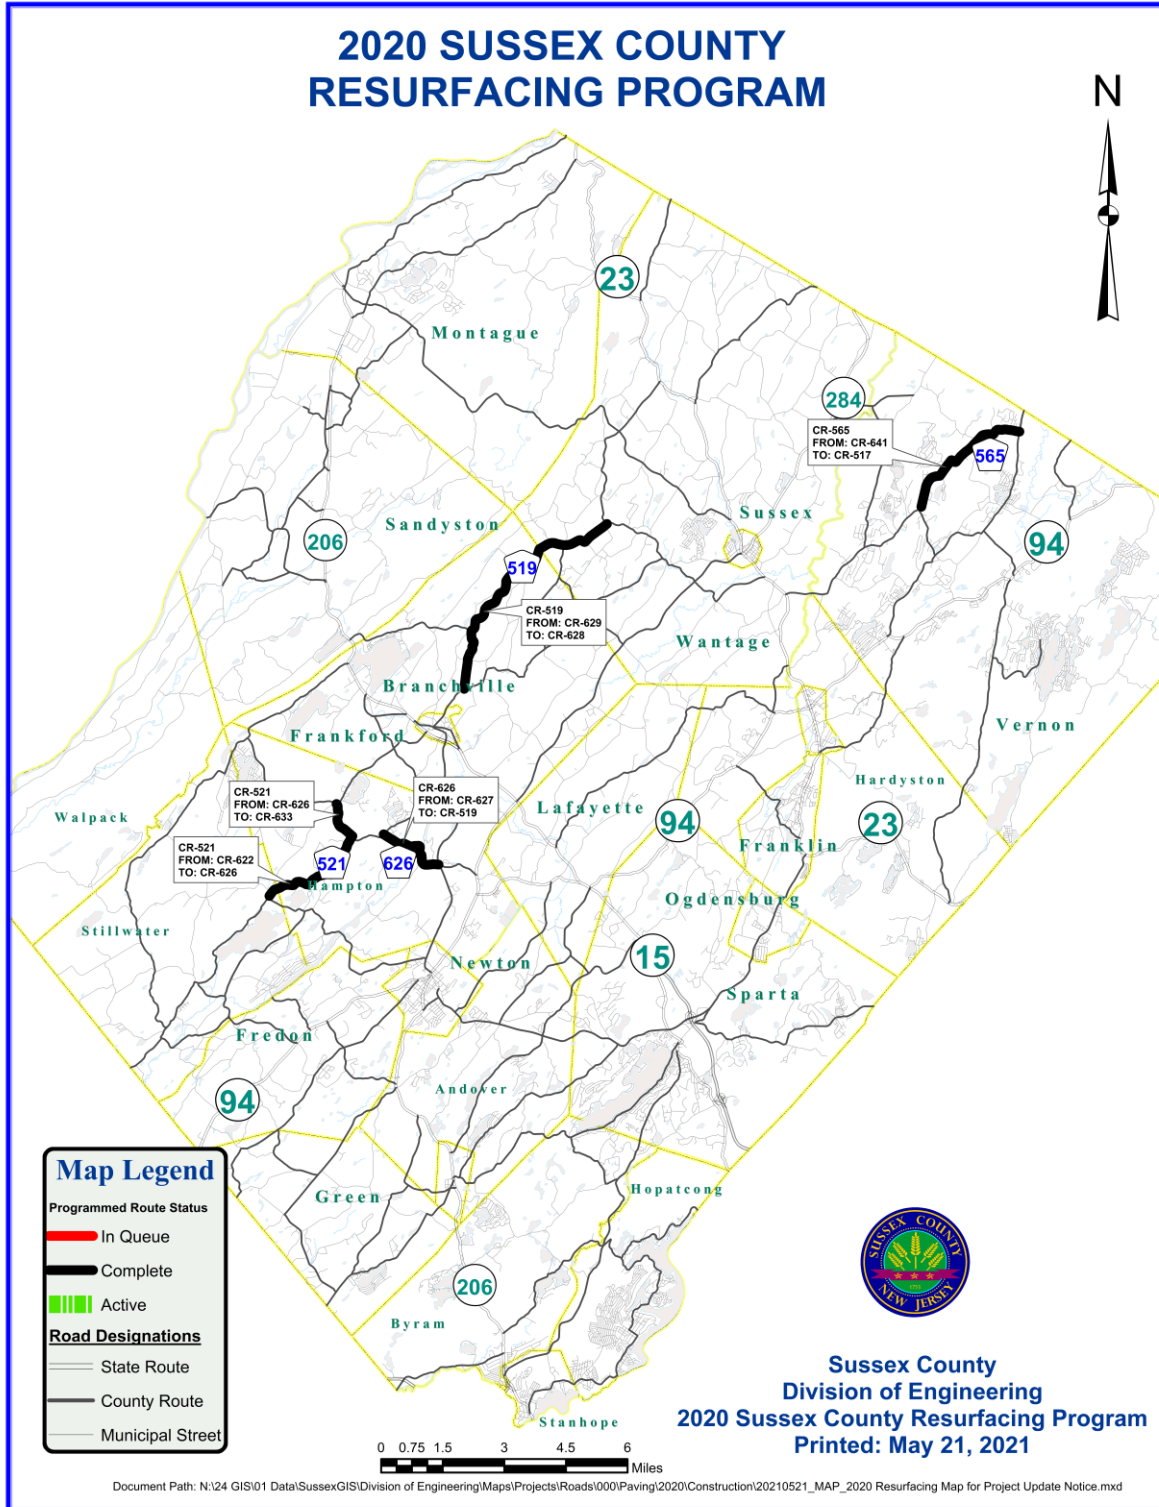 2020 SUSSEX COUNTY
RESURFACING PROGRAM
N
23
Montague
284
CR-565
FROM: CR-641
TO: CR-517
565
Sussex
Sandyston
206
94
519
CR-519
FROM: CR-629
TO: CR-628
Wantage
Branchville
Vernon
Frankford
Hardyston
CR-626
FROM: CR-627
TO: CR-519
CR-521
FROM: CR-626
TO: CR-633
Lafayette
Walpack
94
23
Franklin
CR-521
FROM: CR-622
TO: CR-626
521
626
Hampton
Ogdensburg
Stillwater
15
Newton
Sparta
Fredon
Andover
94
Map Legend
Programmed Route Status
In Queue
Complete
Active
Road Designations
State Route
County Route
Municipal Street
Green
Hopatcong
206
Byram
Stanhope
SUSSEX COUNTY
1753
NEW JERSEY
Sussex County
Division of Engineering
2020 Sussex County Resurfacing Program
Printed: May 21, 2021
0 0.75 1.5 3 4.5 6
Miles
Document Path: N:\24 GIS\01 Data\SussexGIS\Division of Engineering\Maps\Projects\Roads\000\Paving\2020\Construction\20210521_MAP_2020 Resurfacing Map for Project Update Notice.mxd